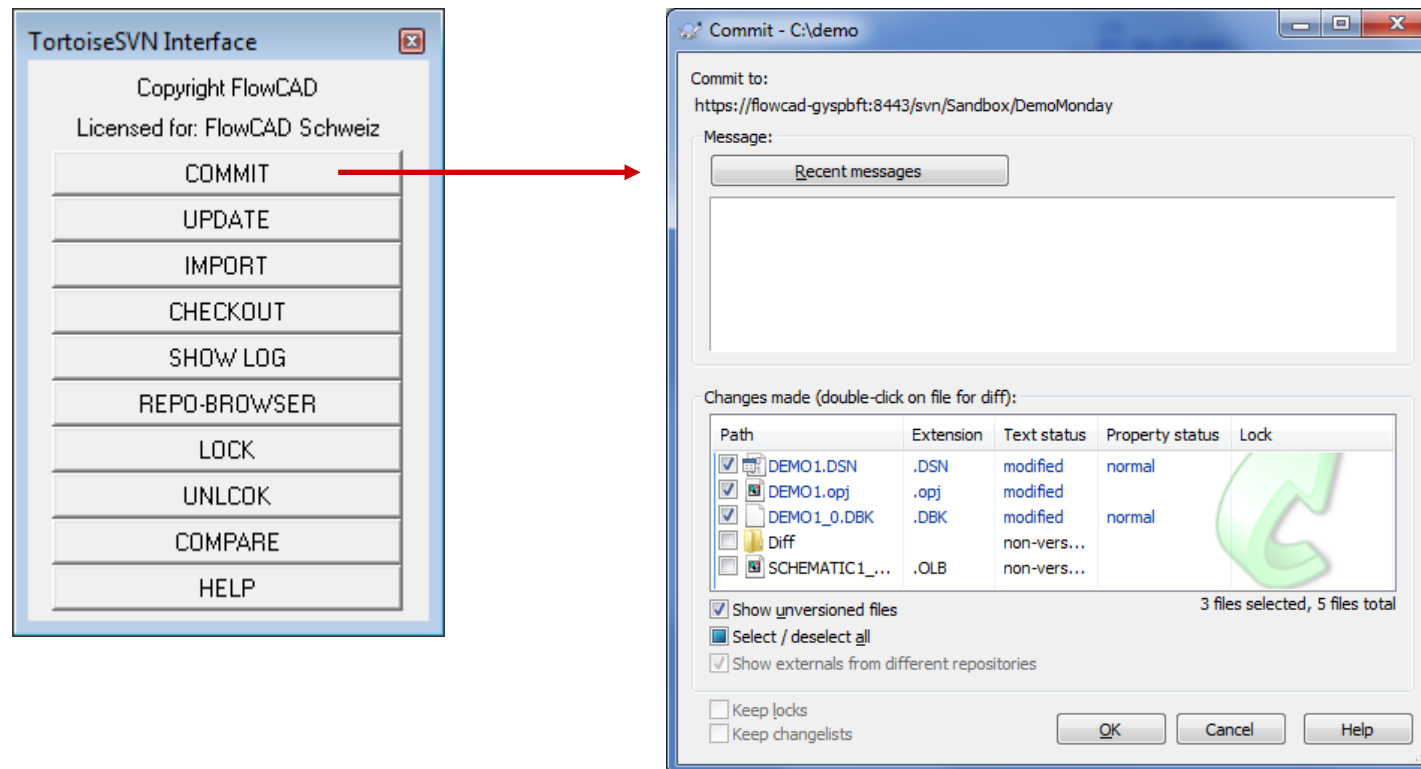 TortoiseSVN Interface
Copyright FlowCAD
Licensed for: FlowCAD Schweiz
COMMIT
UPDATE
IMPORT
CHECKOUT
SHOW LOG
REPO-BROWSER
LOCK
UNLCOK
COMPARE
HELP
Commit - C:\demo
Commit to:
https://flowcad-gyspbft:8443/svn/Sandbox/DemoMonday
Message:
Recent messages
Changes made (double-click on file for diff):
Path Extension Text status Property status Lock
DEMO1.DSN .DSN modified normal
DEMO1.opj .opj modified
DEMO1_0.DBK .DBK modified normal
Diff non-vers...
SCHEMATIC1_... .OLB non-vers...
Show unversioned files 3 files selected, 5 files total
Select / deselect all
Show externals from different repositories
Keep locks
Keep changelists
OK Cancel Help